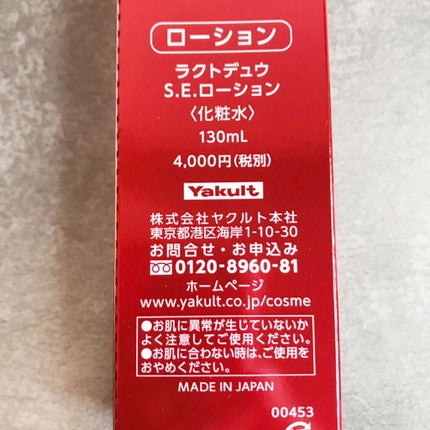 ローション
ラクトデュウ
S.E.ローション
〈化粧水〉
130mL
4,000円(税別)
Yakult
株式会社ヤクルト本社
東京都港区海岸1-10-30
お問合せ・お申込み
0120-8960-81
ホームページ
www.yakult.co.jp/cosme
●お肌に異常が生じていないか
よく注意してご使用ください。
●お肌に合わない時は、ご使用を
おやめください。
MADE IN JAPAN
00453